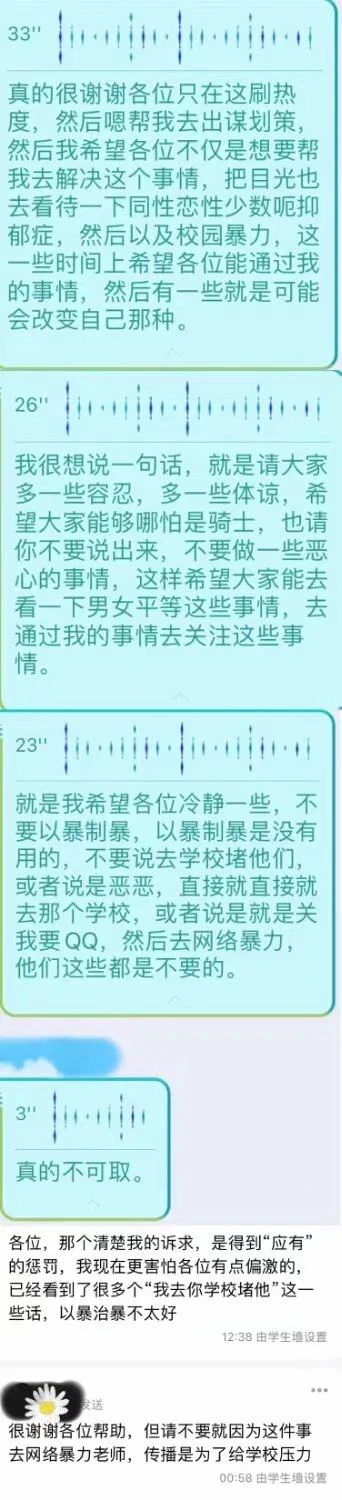 33''
真的很谢谢各位只在这刷热
度，然后嗯帮我去出谋划策，
然后我希望各位不仅是想要帮
我去解决这个事情，把目光也
去看待一下同性恋性少数呃抑
郁症，然后以及校园暴力，这
一些时间上希望各位能通过我
的事情，然后有一些就是可能
会改变自己那种。
26''
我很想说一句话，就是请大家
多一些容忍，多一些体谅，希
望大家能够哪怕是骑士，也请
你不要说出来，不要做一些恶
心的事情，这样希望大家能去
看一下男女平等这些事情，去
通过我的事情去关注这些事
情。
23''
就是我希望各位冷静一些，不
要以暴制暴，以暴制暴是没有
用的，不要说去学校堵他们，
或者说是恶恶，直接就直接就
去那个学校，或者说是就是关
我要QQ，然后去网络暴力，
他们这些都是不要的。
3''
真的不可取。
各位，那个清楚我的诉求，是得到“应有”
的惩罚，我现在更害怕各位有点偏激的，
已经看到了很多个“我去你学校堵他”这一
些话，以暴治暴不太好
12:38 由学生墙设置
发送
很谢谢各位帮助，但请不要就因为这件事
去网络暴力老师，传播是为了给学校压力
00:58 由学生墙设置